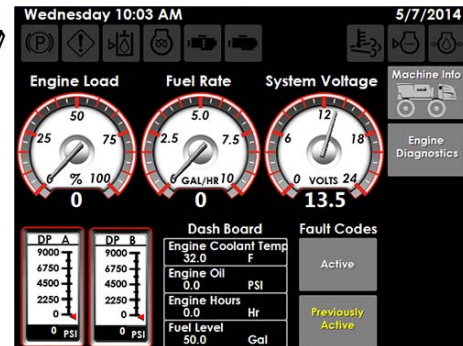 Wednesday 10:03 AM 5/7/2014
(P)
Engine Load Fuel Rate System Voltage Machine Info
50
25 75
0 % 100
0
2.5 7.5
0 GAL/HR 10
0
12
6 18
0 VOLTS 24
13.5
Engine
Diagnostics
DP A
9000
6750
4500
2250
0
0 PSI
DP B
9000
6750
4500
2250
0
0 PSI
Dash Board
Engine Coolant Temp
32.0 F
Engine Oil
0.0 PSI
Engine Hours
0.0 Hr
Fuel Level
50.0 Gal
Fault Codes
Active
Previously
Active